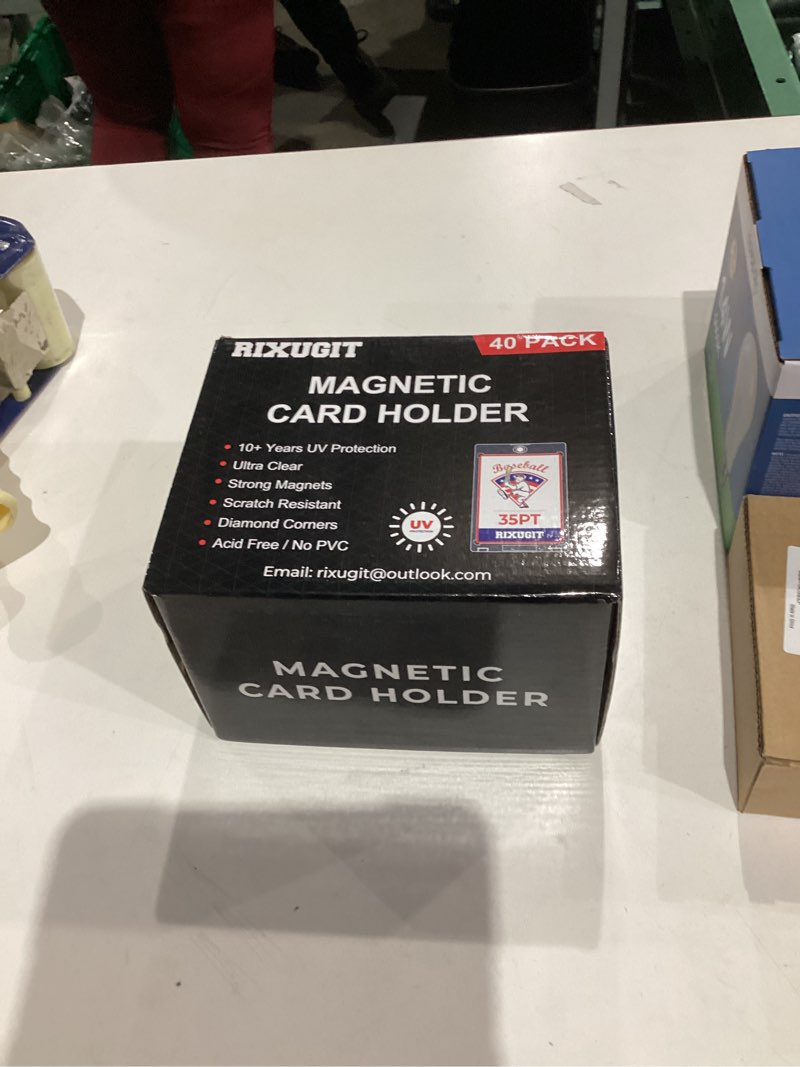 RIXUGIT
40 PACK
MAGNETIC
CARD HOLDER
• 10+ Years UV Protection
• Ultra Clear
• Strong Magnets
• Scratch Resistant
• Diamond Corners
• Acid Free / No PVC
UV
Baseball
35PT
RIXUGIT
Email: rixugit@outlook.com
MAGNETIC
CARD HOLDER